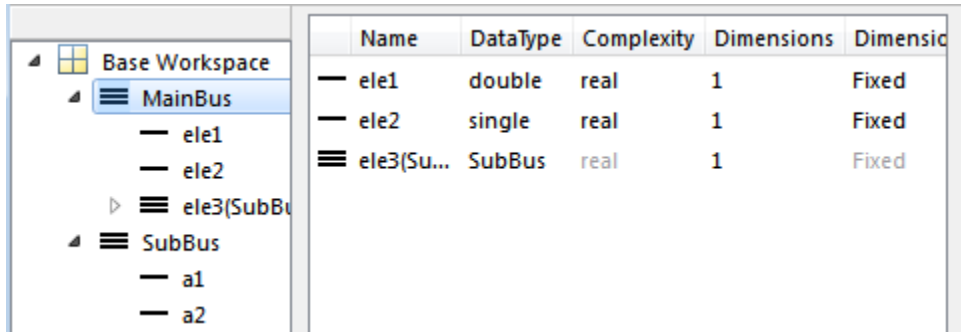 Base Workspace
MainBus
ele1
ele2
ele3(SubBu
SubBus
a1
a2
Name DataType Complexity Dimensions Dimensio
ele1 double real 1 Fixed
ele2 single real 1 Fixed
ele3(Su... SubBus real 1 Fixed